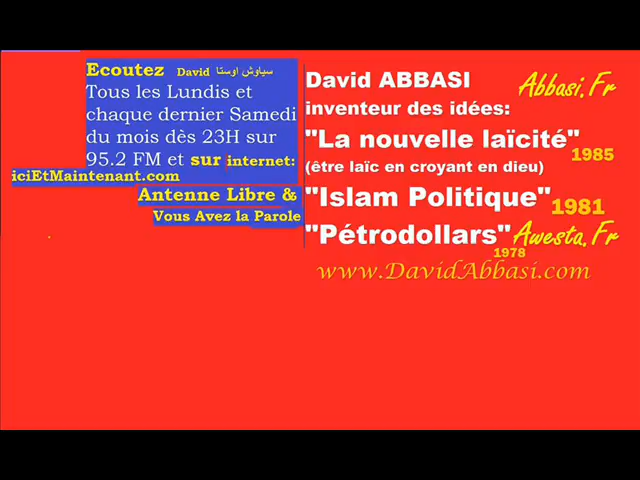 Ecoutez David سیاوش اوستا
Tous les Lundis et
chaque dernier Samedi
du mois dès 23H sur
95.2 FM et sur internet:
iciEtMaintenant.com
Antenne Libre &
Vous Avez la Parole
David ABBASI
Abbasi.Fr
inventeur des idées:
"La nouvelle laïcité"
1985
(être laïc en croyant en dieu)
"Islam Politique"
1981
"Pétrodollars"
Awesta.Fr
1978
www.DavidAbbasi.com